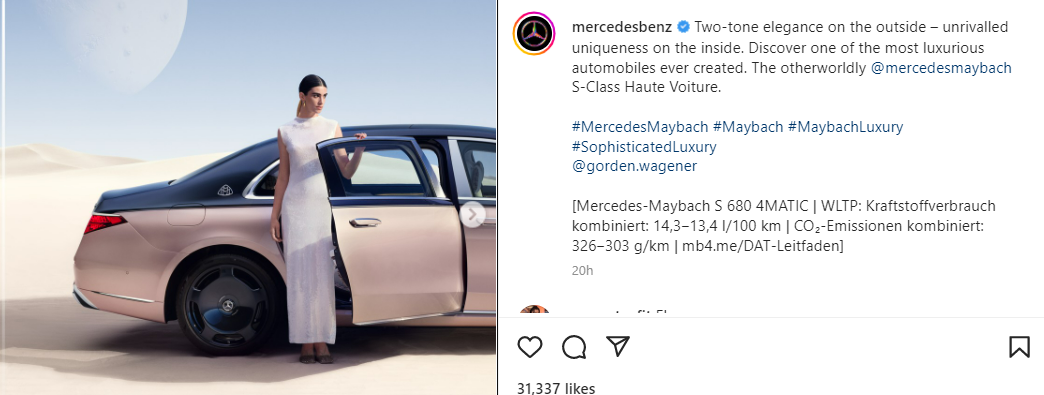 mercedesbenz Two-tone elegance on the outside – unrivalled
uniqueness on the inside. Discover one of the most luxurious
automobiles ever created. The otherworldly @mercedesmaybach
S-Class Haute Voiture.
#MercedesMaybach #Maybach #MaybachLuxury
#SophisticatedLuxury
@gorden.wagener
[Mercedes-Maybach S 680 4MATIC | WLTP: Kraftstoffverbrauch
kombiniert: 14,3–13,4 l/100 km | CO₂-Emissionen kombiniert:
326–303 g/km | mb4.me/DAT-Leitfaden]
20h
31,337 likes